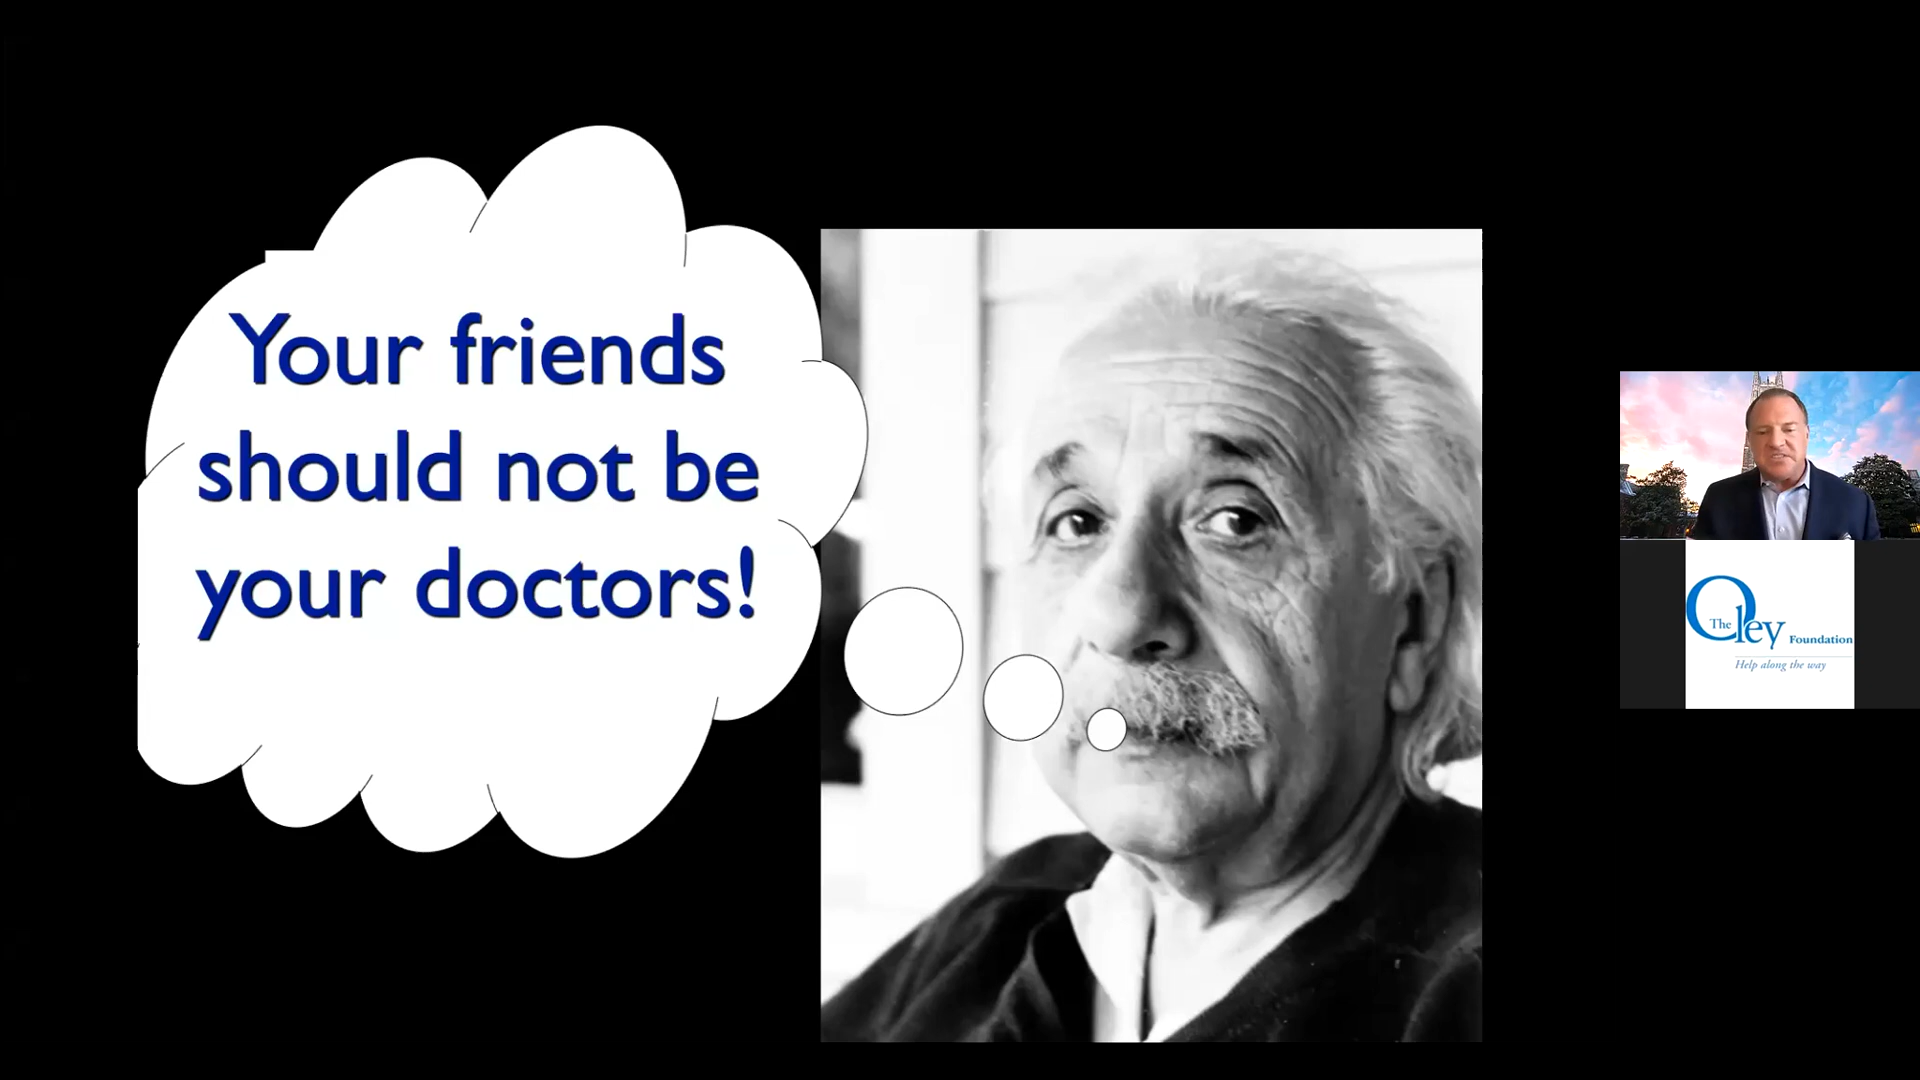 Your friends
should not be
your doctors!
The Oley Foundation
Help along the way